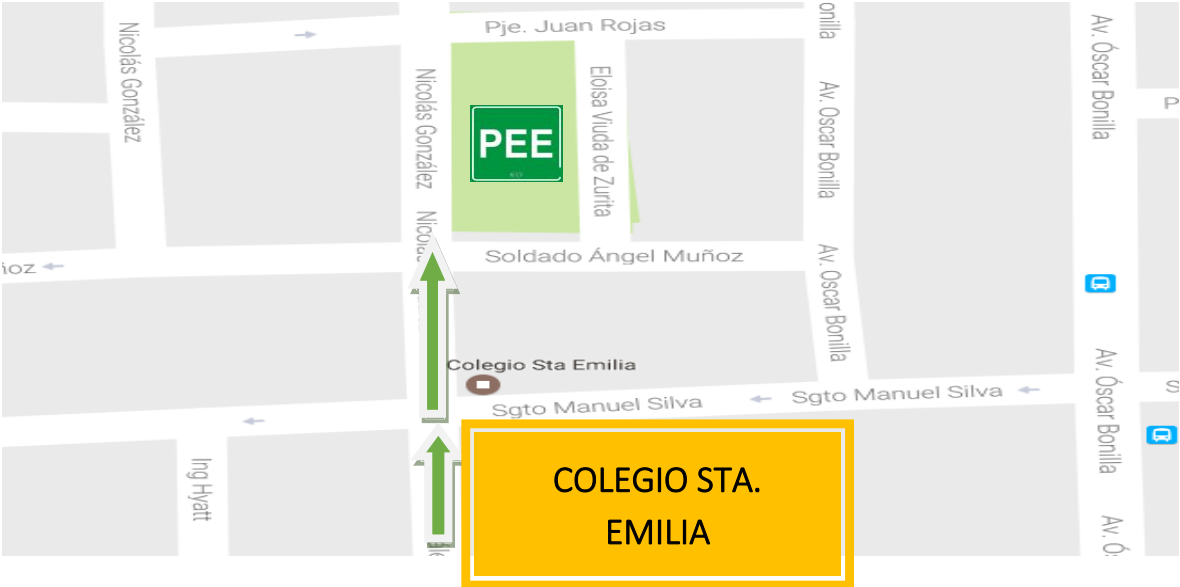 Pje. Juan Rojas
onilla
Nicolás González
Nicolás González
Eloisa Viuda de Zurita
Av. Oscar Bonilla
Av. Óscar Bonilla
P
PEE
Soldado Ángel Muñoz
ñoz
Av. Oscar Bonilla
Colegio Sta Emilia
Sgto Manuel Silva
Sgto Manuel Silva
S
Av. Óscar Bonilla
Ing Hyatt
COLEGIO STA.
EMILIA
Av. Ó